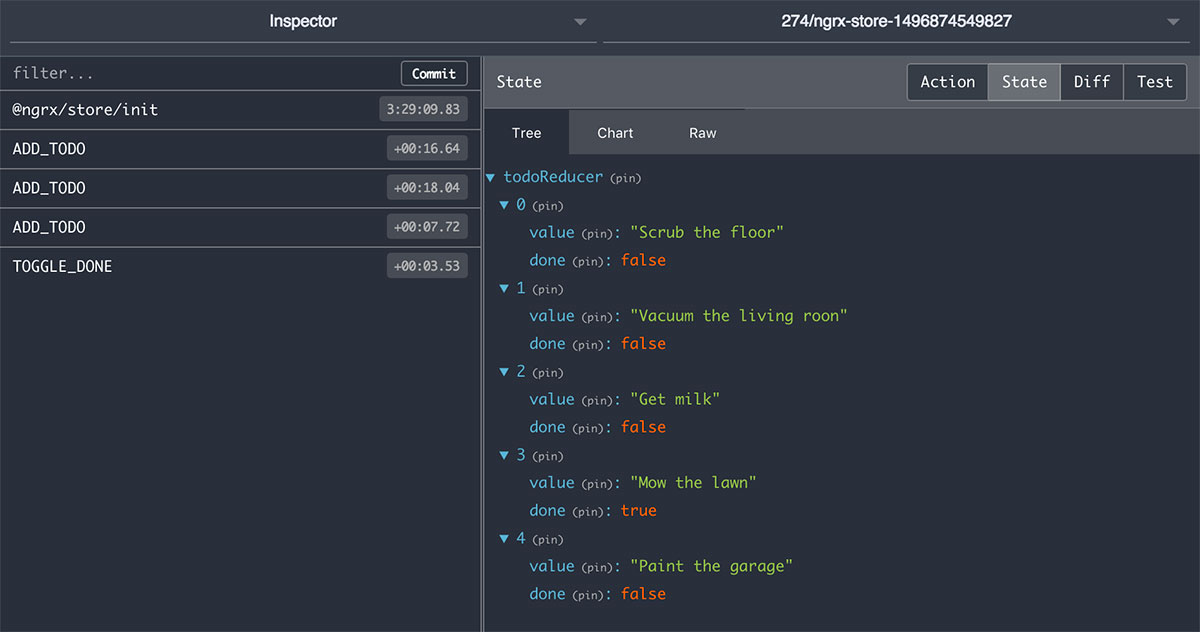 Inspector
274/ngrx-store-1496874549827
filter...
Commit
@ngrx/store/init
3:29:09.83
ADD_TODO
+00:16.64
ADD_TODO
+00:18.04
ADD_TODO
+00:07.72
TOGGLE_DONE
+00:03.53
State
Action
State
Diff
Test
Tree
Chart
Raw
todoReducer (pin)
0 (pin)
value (pin): "Scrub the floor"
done (pin): false
1 (pin)
value (pin): "Vacuum the living roon"
done (pin): false
2 (pin)
value (pin): "Get milk"
done (pin): false
3 (pin)
value (pin): "Mow the lawn"
done (pin): true
4 (pin)
value (pin): "Paint the garage"
done (pin): false